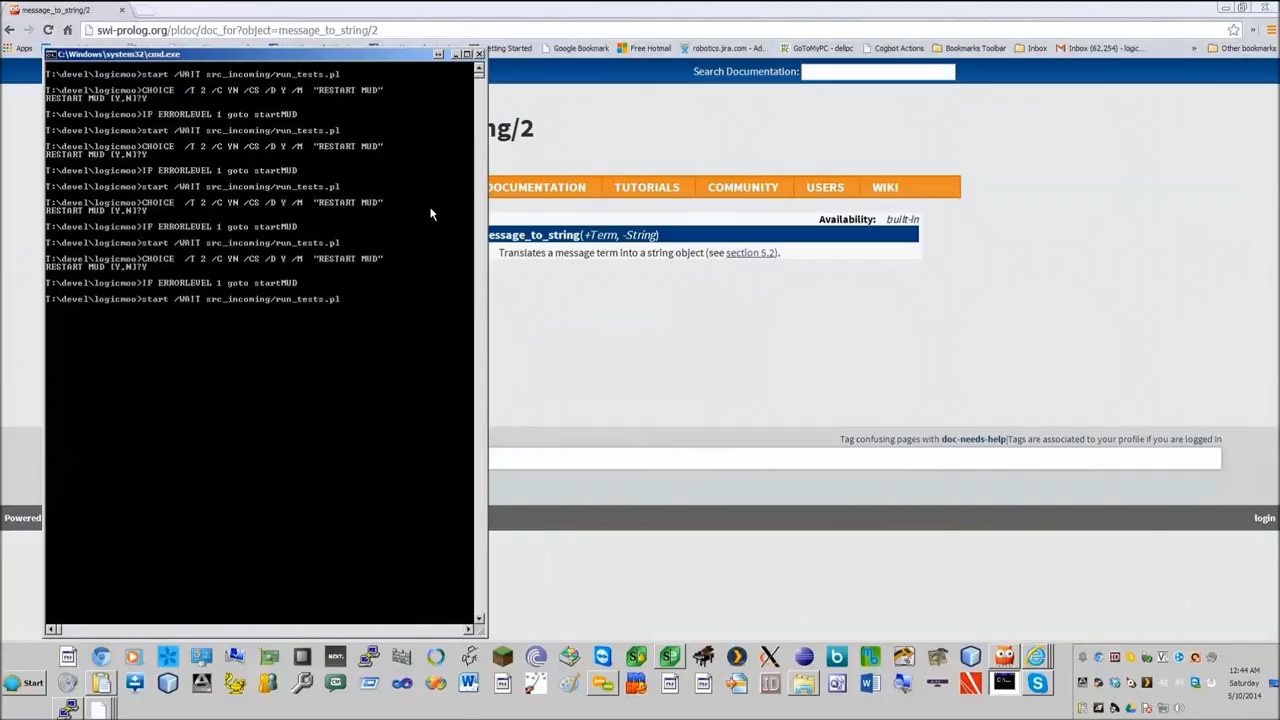 message_to_string/2
swi-prolog.org/pldoc/doc_for?object=message_to_string/2
Apps
etting Started
Google Bookmark
Free Hotmail
robotics.jira.com...
GoToMyPC - dellpc
Cogbot Activities
Bookmarks Toolbar
Inbox
Inbox (62,254) - logic...
Other bookmarks
C:\Windows\system32\cmd.exe
Search Documentation:
T:\devel\logicmoo>start /WAIT src_incoming/run_tests.pl
T:\devel\logicmoo>CHOICE /T 2 /C YN /CS /D Y /M "RESTART MUD"
RESTART MUD [Y,N]?Y
T:\devel\logicmoo>IF ERRORLEVEL 1 goto startMUD
T:\devel\logicmoo>start /WAIT src_incoming/run_tests.pl
T:\devel\logicmoo>CHOICE /T 2 /C YN /CS /D Y /M "RESTART MUD"
RESTART MUD [Y,N]?Y
T:\devel\logicmoo>IF ERRORLEVEL 1 goto startMUD
T:\devel\logicmoo>start /WAIT src_incoming/run_tests.pl
T:\devel\logicmoo>CHOICE /T 2 /C YN /CS /D Y /M "RESTART MUD"
RESTART MUD [Y,N]?Y
T:\devel\logicmoo>IF ERRORLEVEL 1 goto startMUD
T:\devel\logicmoo>start /WAIT src_incoming/run_tests.pl
T:\devel\logicmoo>CHOICE /T 2 /C YN /CS /D Y /M "RESTART MUD"
RESTART MUD [Y,N]?Y
T:\devel\logicmoo>IF ERRORLEVEL 1 goto startMUD
T:\devel\logicmoo>start /WAIT src_incoming/run_tests.pl
ng/2
DOCUMENTATION TUTORIALS COMMUNITY USERS WIKI
Availability: built-in
essage_to_string(+Term, -String)
Translates a message term into a string object (see section 5.2).
Tag confusing pages with doc-needs-help|Tags are associated to your profile if you are logged in
Powered
login
Start
12:44 AM
Saturday
5/10/2014